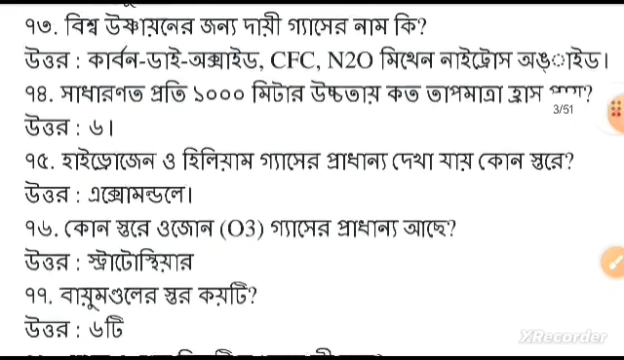 ৭৩. বিশ্ব উষ্ণায়নের জন্য দায়ী গ্যাসের নাম কি?
উত্তর : কার্বন-ডাই-অক্সাইড, CFC, N2O মিথেন নাইট্রোস অঙ্াইড।
৭৪. সাধারনত প্রতি ১০০০ মিটার উচ্চতায় কত তাপমাত্রা হ্রাস
3/51
উত্তর : ৬।
৭৫. হাইড্রোজেন ও হিলিয়াম গ্যাসের প্রাধান্য দেখা যায় কোন স্তরে?
উত্তর : এক্সোমন্ডলে।
৭৬. কোন স্তরে ওজোন (O3) গ্যাসের প্রাধান্য আছে?
উত্তর : স্ট্রাটোস্ফিয়ার
৭৭. বায়ুমণ্ডলের স্তর কয়টি?
উত্তর : ৬টি
XRecorder